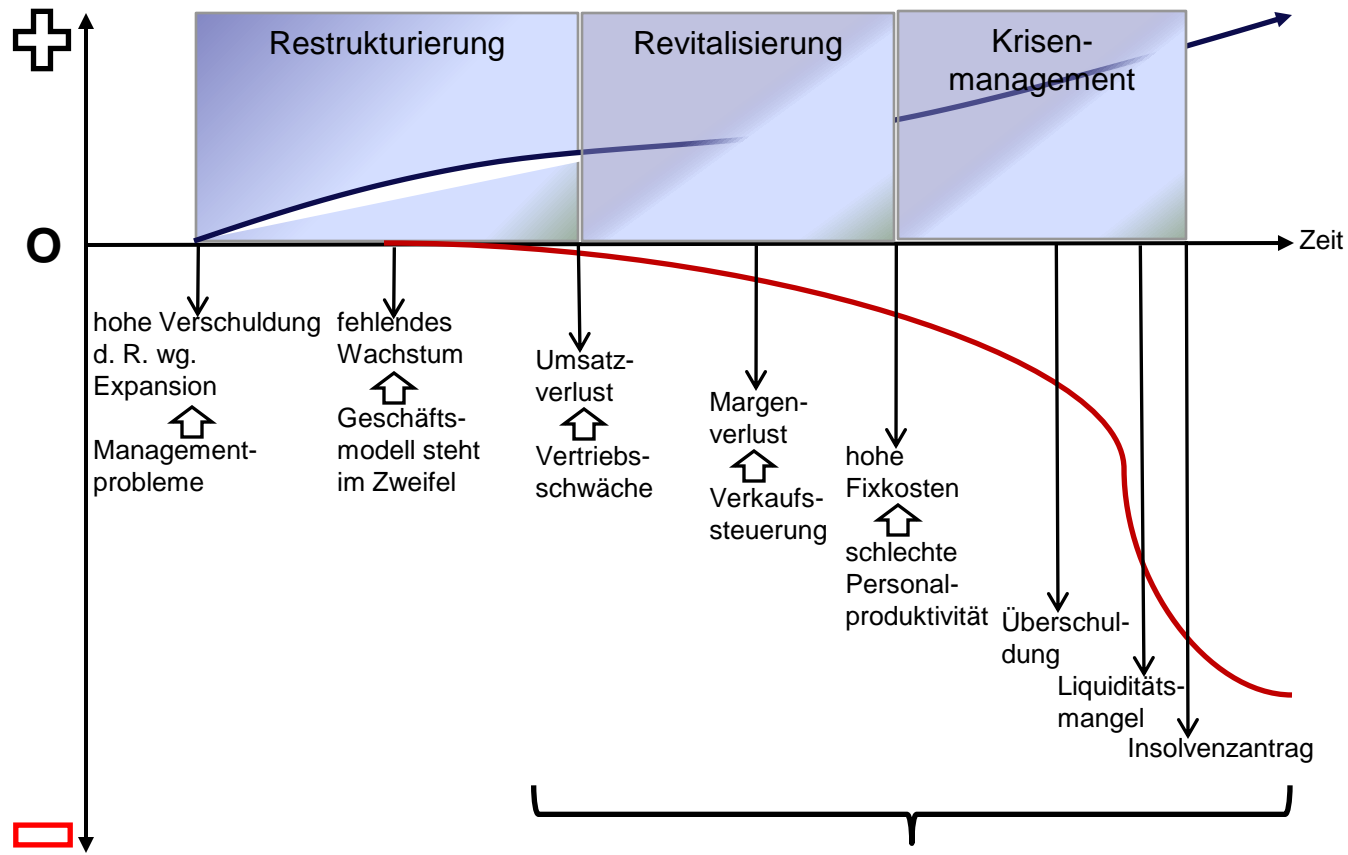 Restrukturierung
Revitalisierung
Krisen-
management
O
Zeit
hohe Verschuldung
d. R. wg.
Expansion
Management-
probleme
fehlendes
Wachstum
Geschäfts-
modell steht
im Zweifel
Umsatz-
verlust
Vertriebs-
schwäche
Margen-
verlust
Verkaufs-
steuerung
hohe
Fixkosten
schlechte
Personal-
produktivität
Überschul-
dung
Liquiditäts-
mangel
Insolvenzantrag